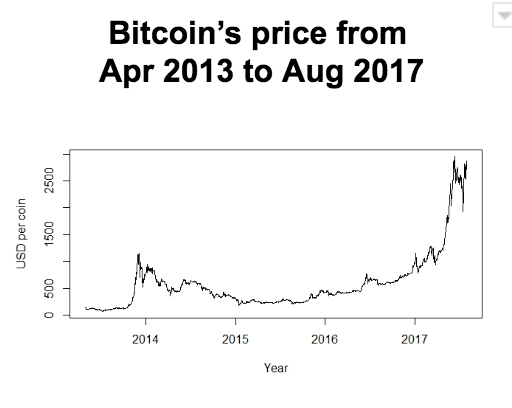 Bitcoin's price from
Apr 2013 to Aug 2017
USD per coin
2500
1500
500
0
2014 2015 2016 2017
Year